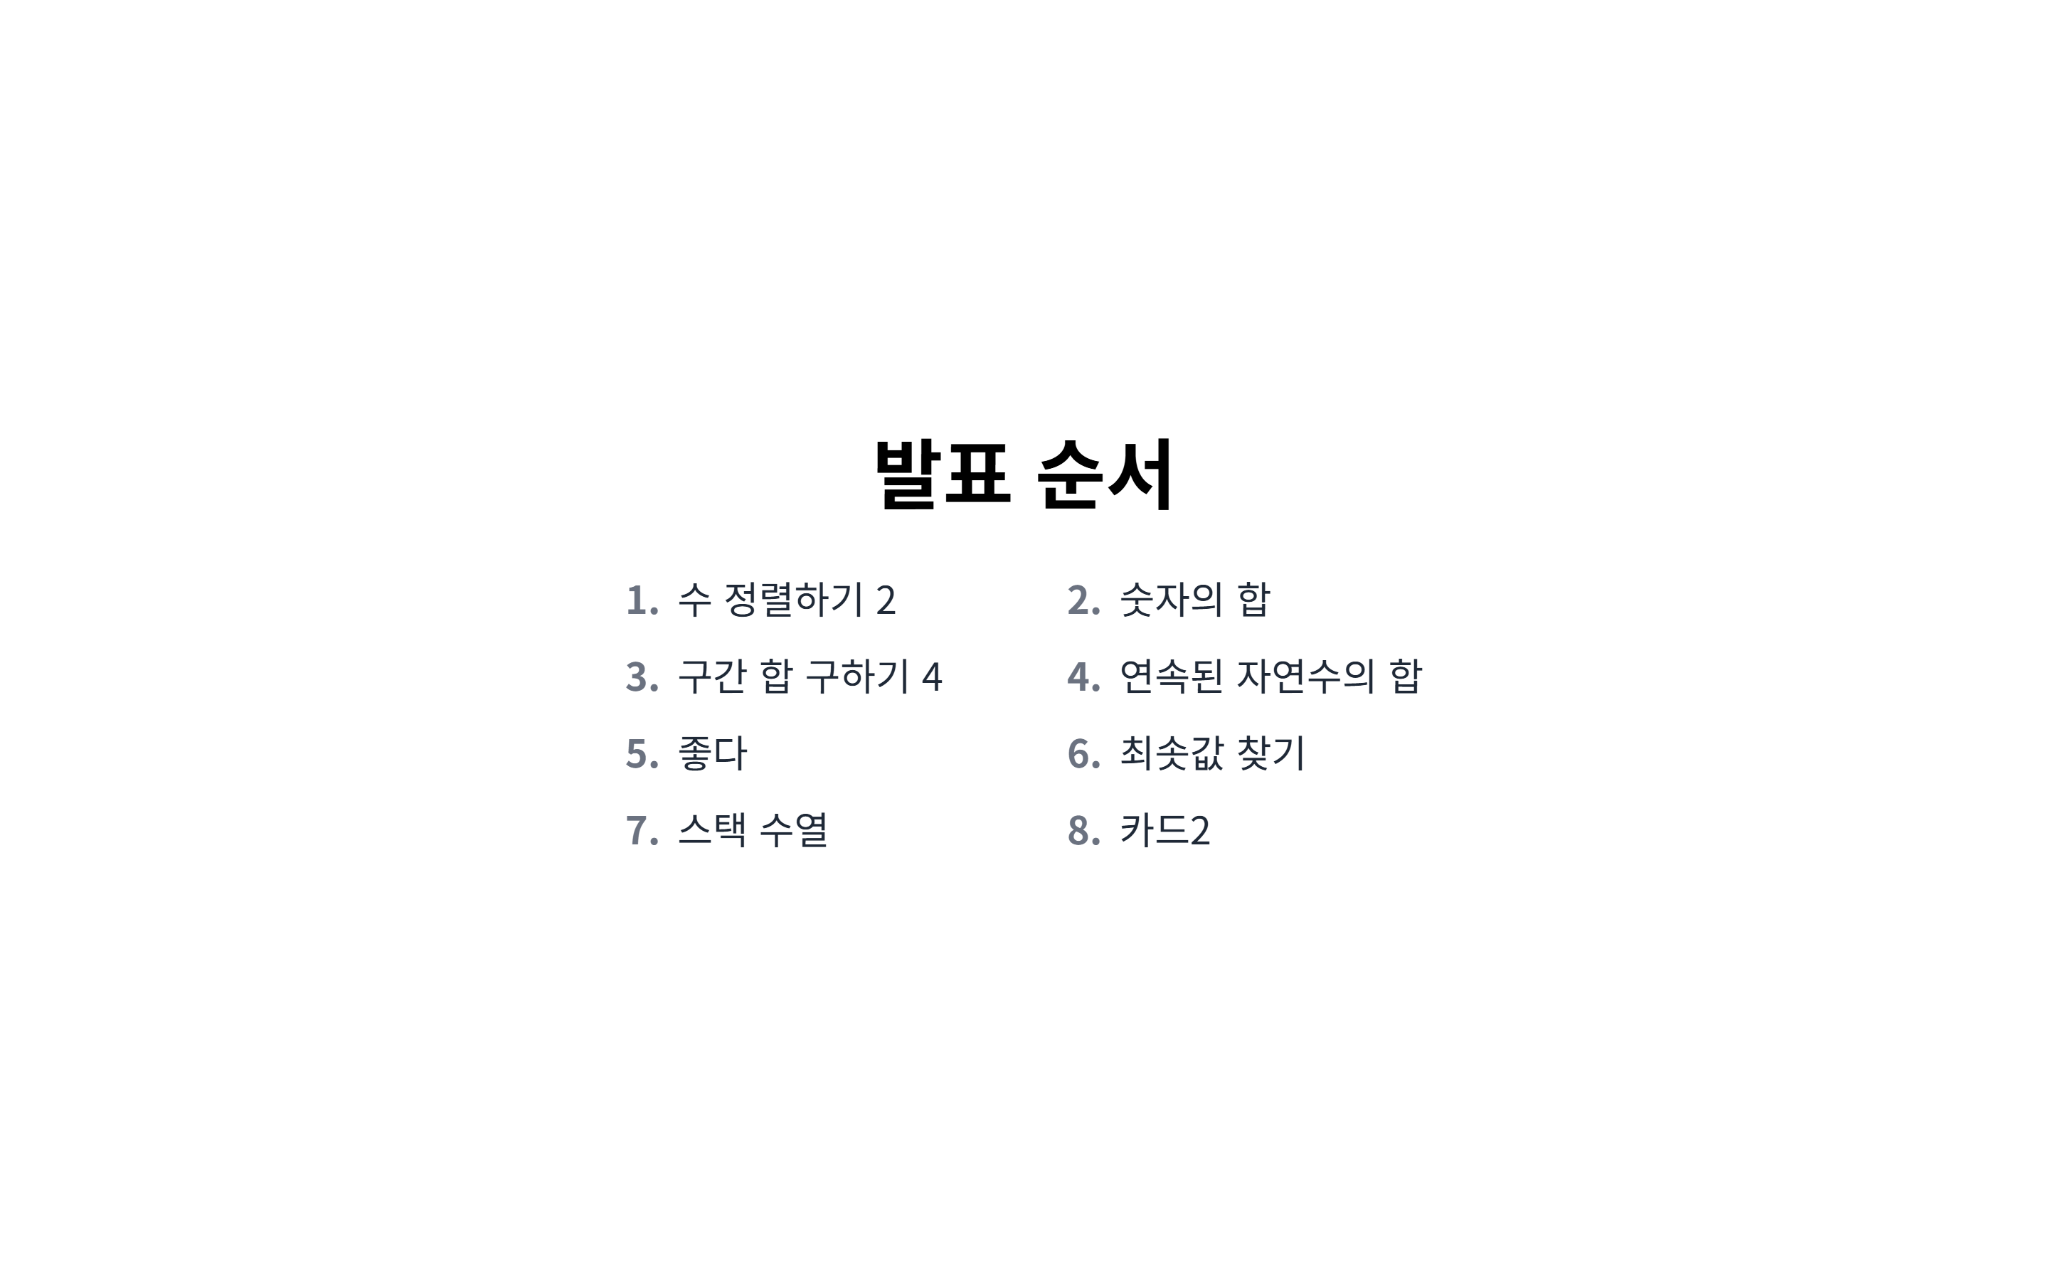 발표 순서
1. 수 정렬하기 2
2. 숫자의 합
3. 구간 합 구하기 4
4. 연속된 자연수의 합
5. 좋다
6. 최솟값 찾기
7. 스택 수열
8. 카드2